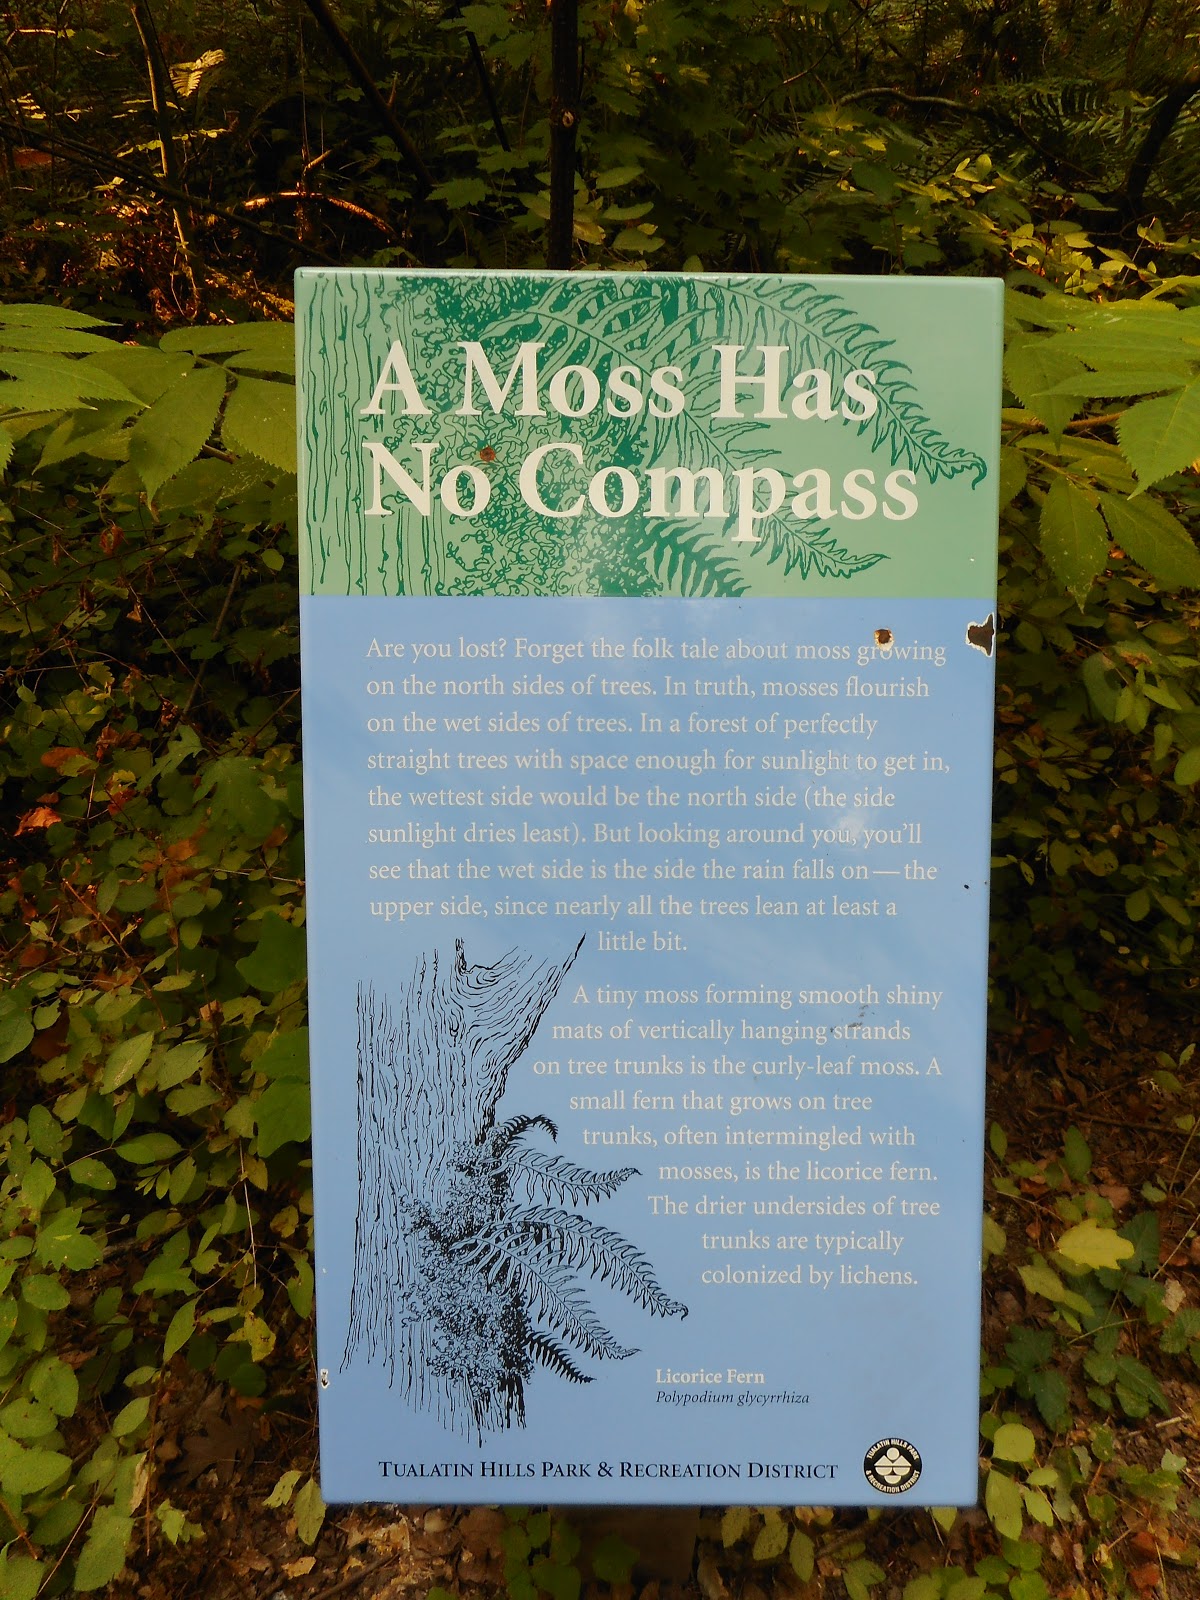 A Moss Has
No Compass
Are you lost? Forget the folk tale about moss growing
on the north sides of trees. In truth, mosses flourish
on the wet sides of trees. In a forest of perfectly
straight trees with space enough for sunlight to get in,
the wettest side would be the north side (the side
sunlight dries least). But looking around you, you'll
see that the wet side is the side the rain falls on — the
upper side, since nearly all the trees lean at least a
little bit.
A tiny moss forming smooth shiny
mats of vertically hanging strands
on tree trunks is the curly-leaf moss. A
small fern that grows on tree
trunks, often intermingled with
mosses, is the licorice fern.
The drier undersides of tree
trunks are typically
colonized by lichens.
Licorice Fern
Polypodium glycyrrhiza
TUALATIN HILLS PARK & RECREATION DISTRICT
TUALATIN HILLS PARK
& RECREATION DISTRICT